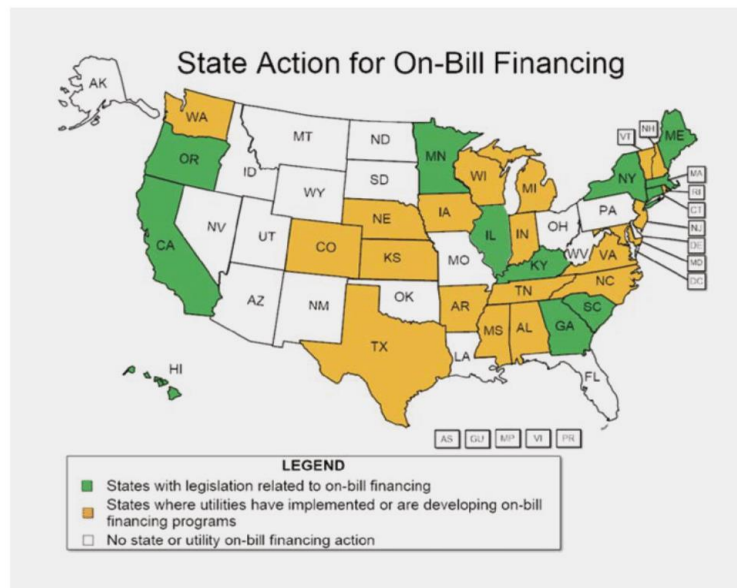 State Action for On-Bill Financing
AK
WA
MT
ND
MN
ME
VT
NH
OR
ID
SD
WI
MI
NY
MA
RI
WY
CT
NV
NE
IA
PA
NJ
UT
CO
IL
IN
OH
DE
CA
KS
MO
WV
VA
MD
KY
DC
AZ
NM
OK
AR
TN
NC
TX
MS
AL
GA
SC
HI
LA
FL
AS GU MP VI PR
LEGEND
States with legislation related to on-bill financing
States where utilities have implemented or are developing on-bill
financing programs
No state or utility on-bill financing action